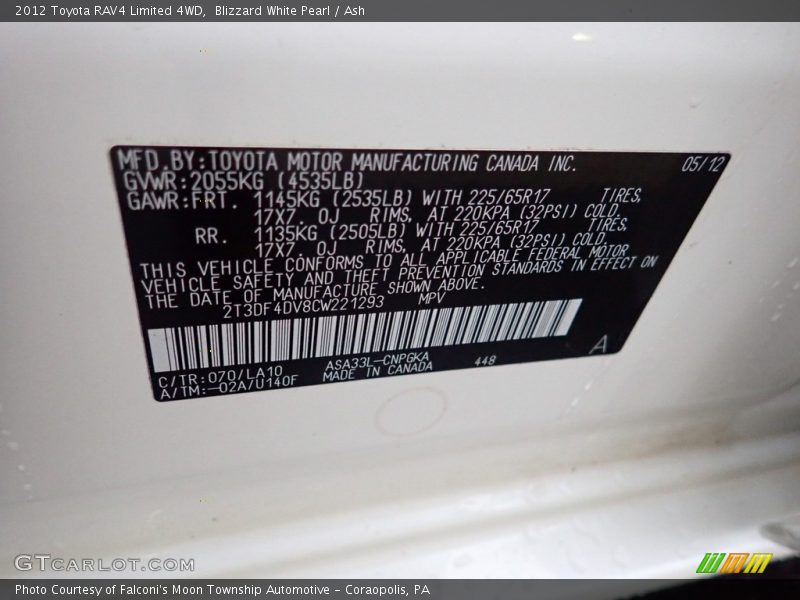 2012 Toyota RAV4 Limited 4WD,  Blizzard White Pearl / Ash
MFD.BY:TOYOTA MOTOR MANUFACTURING CANADA INC. 05/12
GVWR:2055KG (4535LB)
GAWR:FRT. 1145KG (2535LB) WITH 225/65R17 TIRES,
17X7. 0J RIMS, AT 220KPA (32PSI) COLD.
RR. 1135KG (2505LB) WITH 225/65R17 TIRES,
17X7. 0J RIMS, AT 220KPA (32PSI) COLD.
THIS VEHICLE CONFORMS TO ALL APPLICABLE FEDERAL MOTOR
VEHICLE SAFETY AND THEFT PREVENTION STANDARDS IN EFFECT ON
THE DATE OF MANUFACTURE SHOWN ABOVE.
2T3DF4DV8CW221293 MPV
C/TR:070/LA10 ASA33L-CNPGKA 448 A
A/TM:-02A/U140F MADE IN CANADA
GTCARLOT.COM
Photo Courtesy of Falconi's Moon Township Automotive - Coraopolis, PA